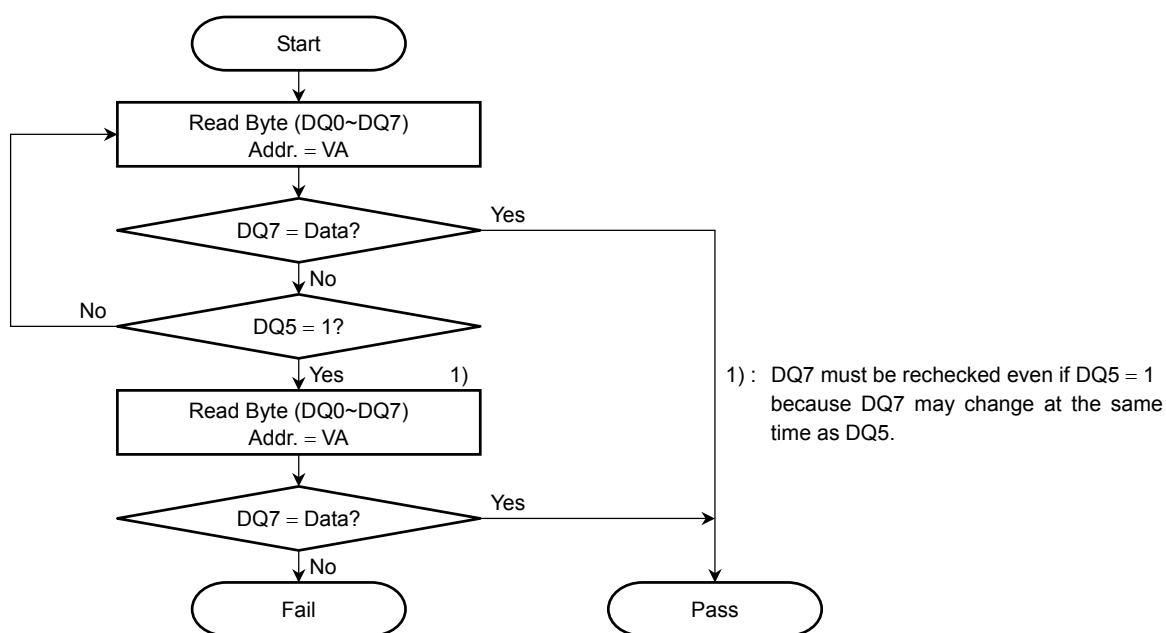 Start
Read Byte (DQ0~DQ7)
Addr. = VA
DQ7 = Data?
Yes
No
DQ5 = 1?
No
Yes
1)
Read Byte (DQ0~DQ7)
Addr. = VA
DQ7 = Data?
Yes
No
Fail
Pass
1) : DQ7 must be rechecked even if DQ5 = 1
because DQ7 may change at the same
time as DQ5.